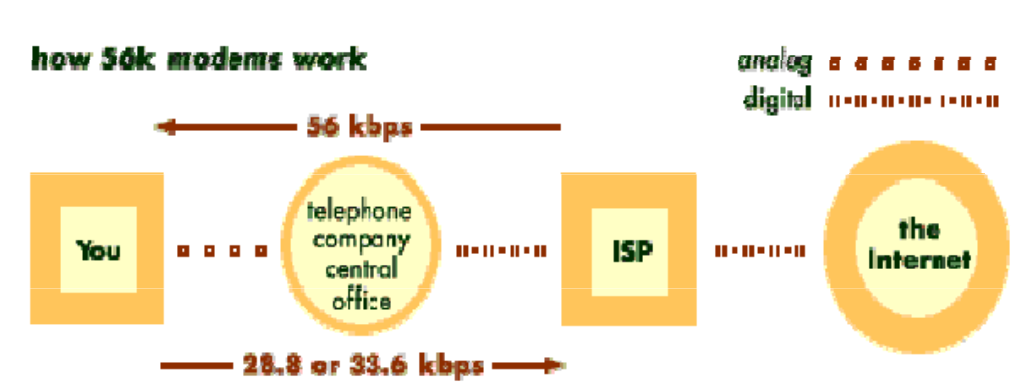 how 56k modems work
analog
digital
56 kbps
You
telephone
company
central
office
ISP
the
internet
28.8 or 33.6 kbps